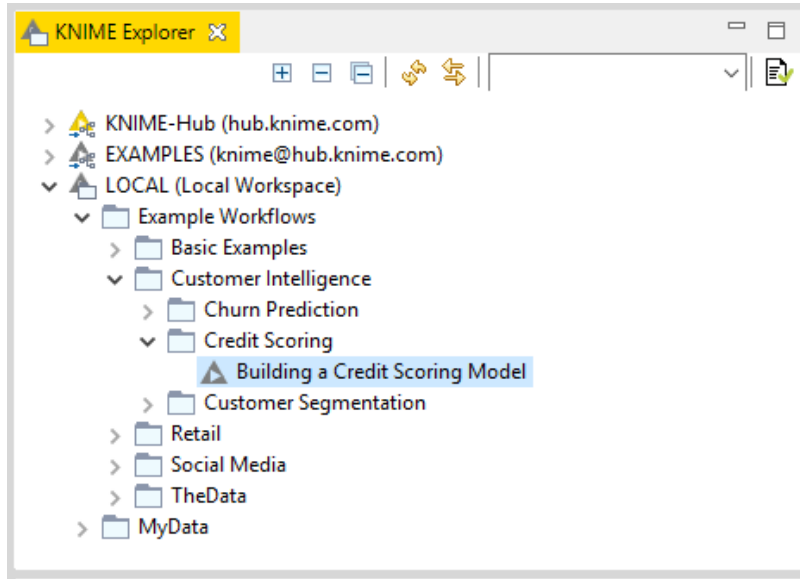 KNIME Explorer
KNIME-Hub (hub.knime.com)
EXAMPLES (knime@hub.knime.com)
LOCAL (Local Workspace)
Example Workflows
Basic Examples
Customer Intelligence
Churn Prediction
Credit Scoring
Building a Credit Scoring Model
Customer Segmentation
Retail
Social Media
TheData
MyData